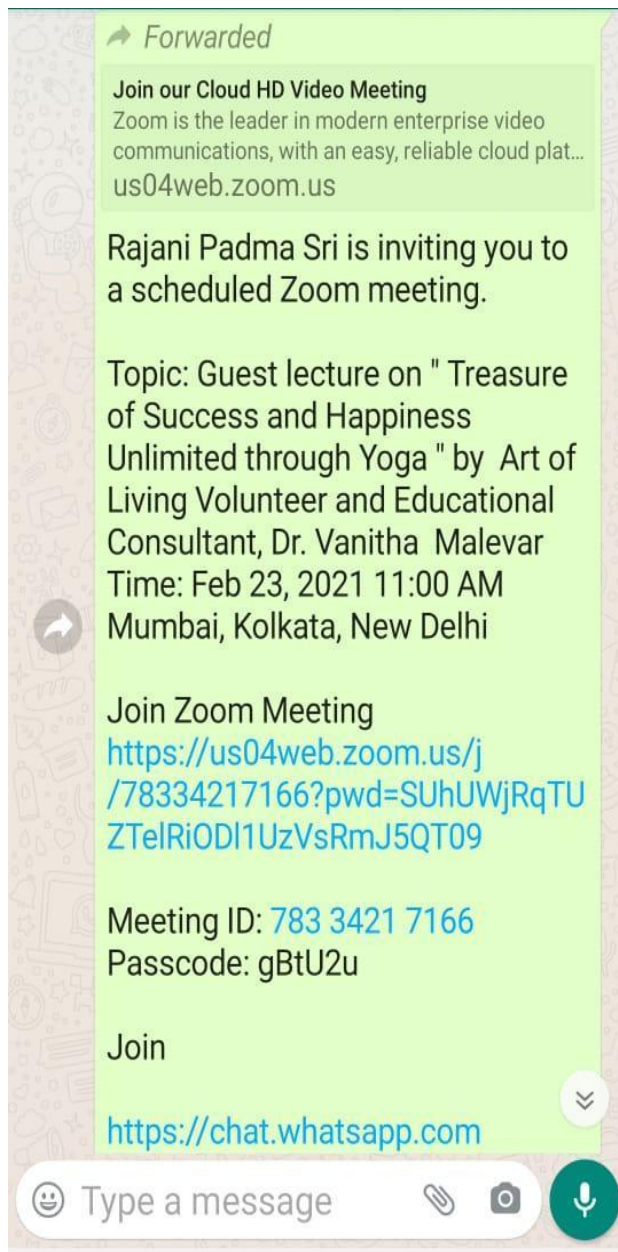 Forwarded
Join our Cloud HD Video Meeting
Zoom is the leader in modern enterprise video
communications, with an easy, reliable cloud plat...
us04web.zoom.us
Rajani Padma Sri is inviting you to
a scheduled Zoom meeting.
Topic: Guest lecture on " Treasure
of Success and Happiness
Unlimited through Yoga " by  Art of
Living Volunteer and Educational
Consultant, Dr. Vanitha  Malevar
Time: Feb 23, 2021 11:00 AM
Mumbai, Kolkata, New Delhi
Join Zoom Meeting
https://us04web.zoom.us/j
/78334217166?pwd=SUhUWjRqTU
ZTelRiODl1UzVsRmJ5QT09
Meeting ID: 783 3421 7166
Passcode: gBtU2u
Join
https://chat.whatsapp.com
Type a message